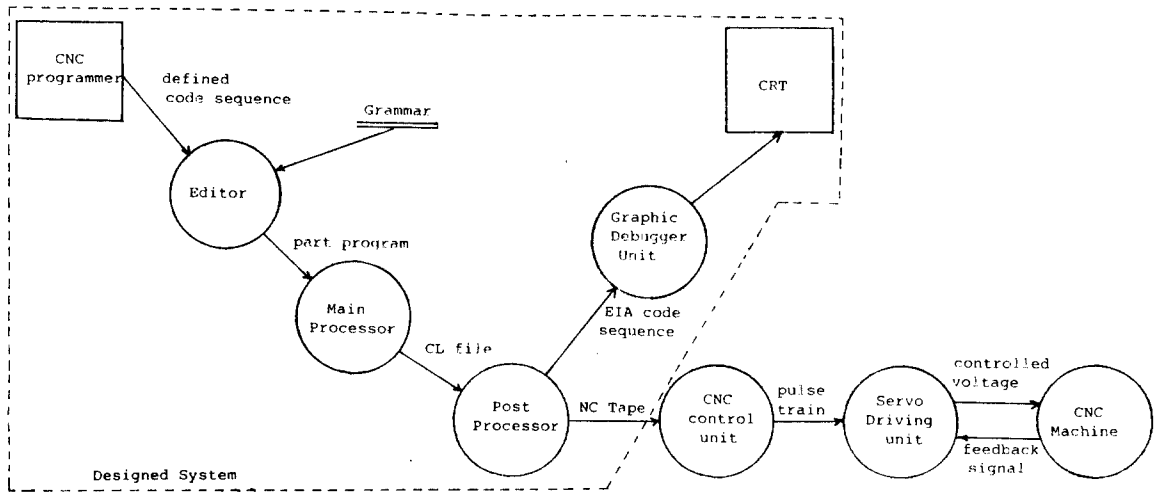 CNC
programmer
defined
code sequence
Grammar
CRT
Editor
Graphic
Debugger
Unit
part program
Main
Processor
EIA code
sequence
CL file
Post
Processor
NC Tape
CNC
control
unit
pulse
train
Servo
Driving
unit
controlled
voltage
CNC
Machine
feedback
signal
Designed System